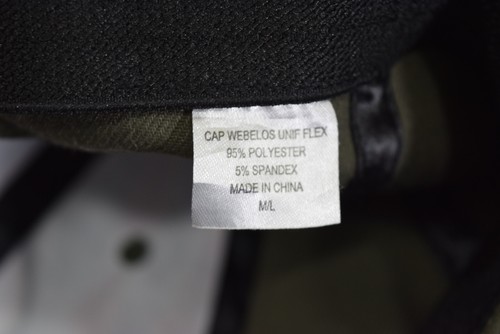 CAP WEBELOS UNIF FLEX
95% POLYESTER
5% SPANDEX
MADE IN CHINA
M/L